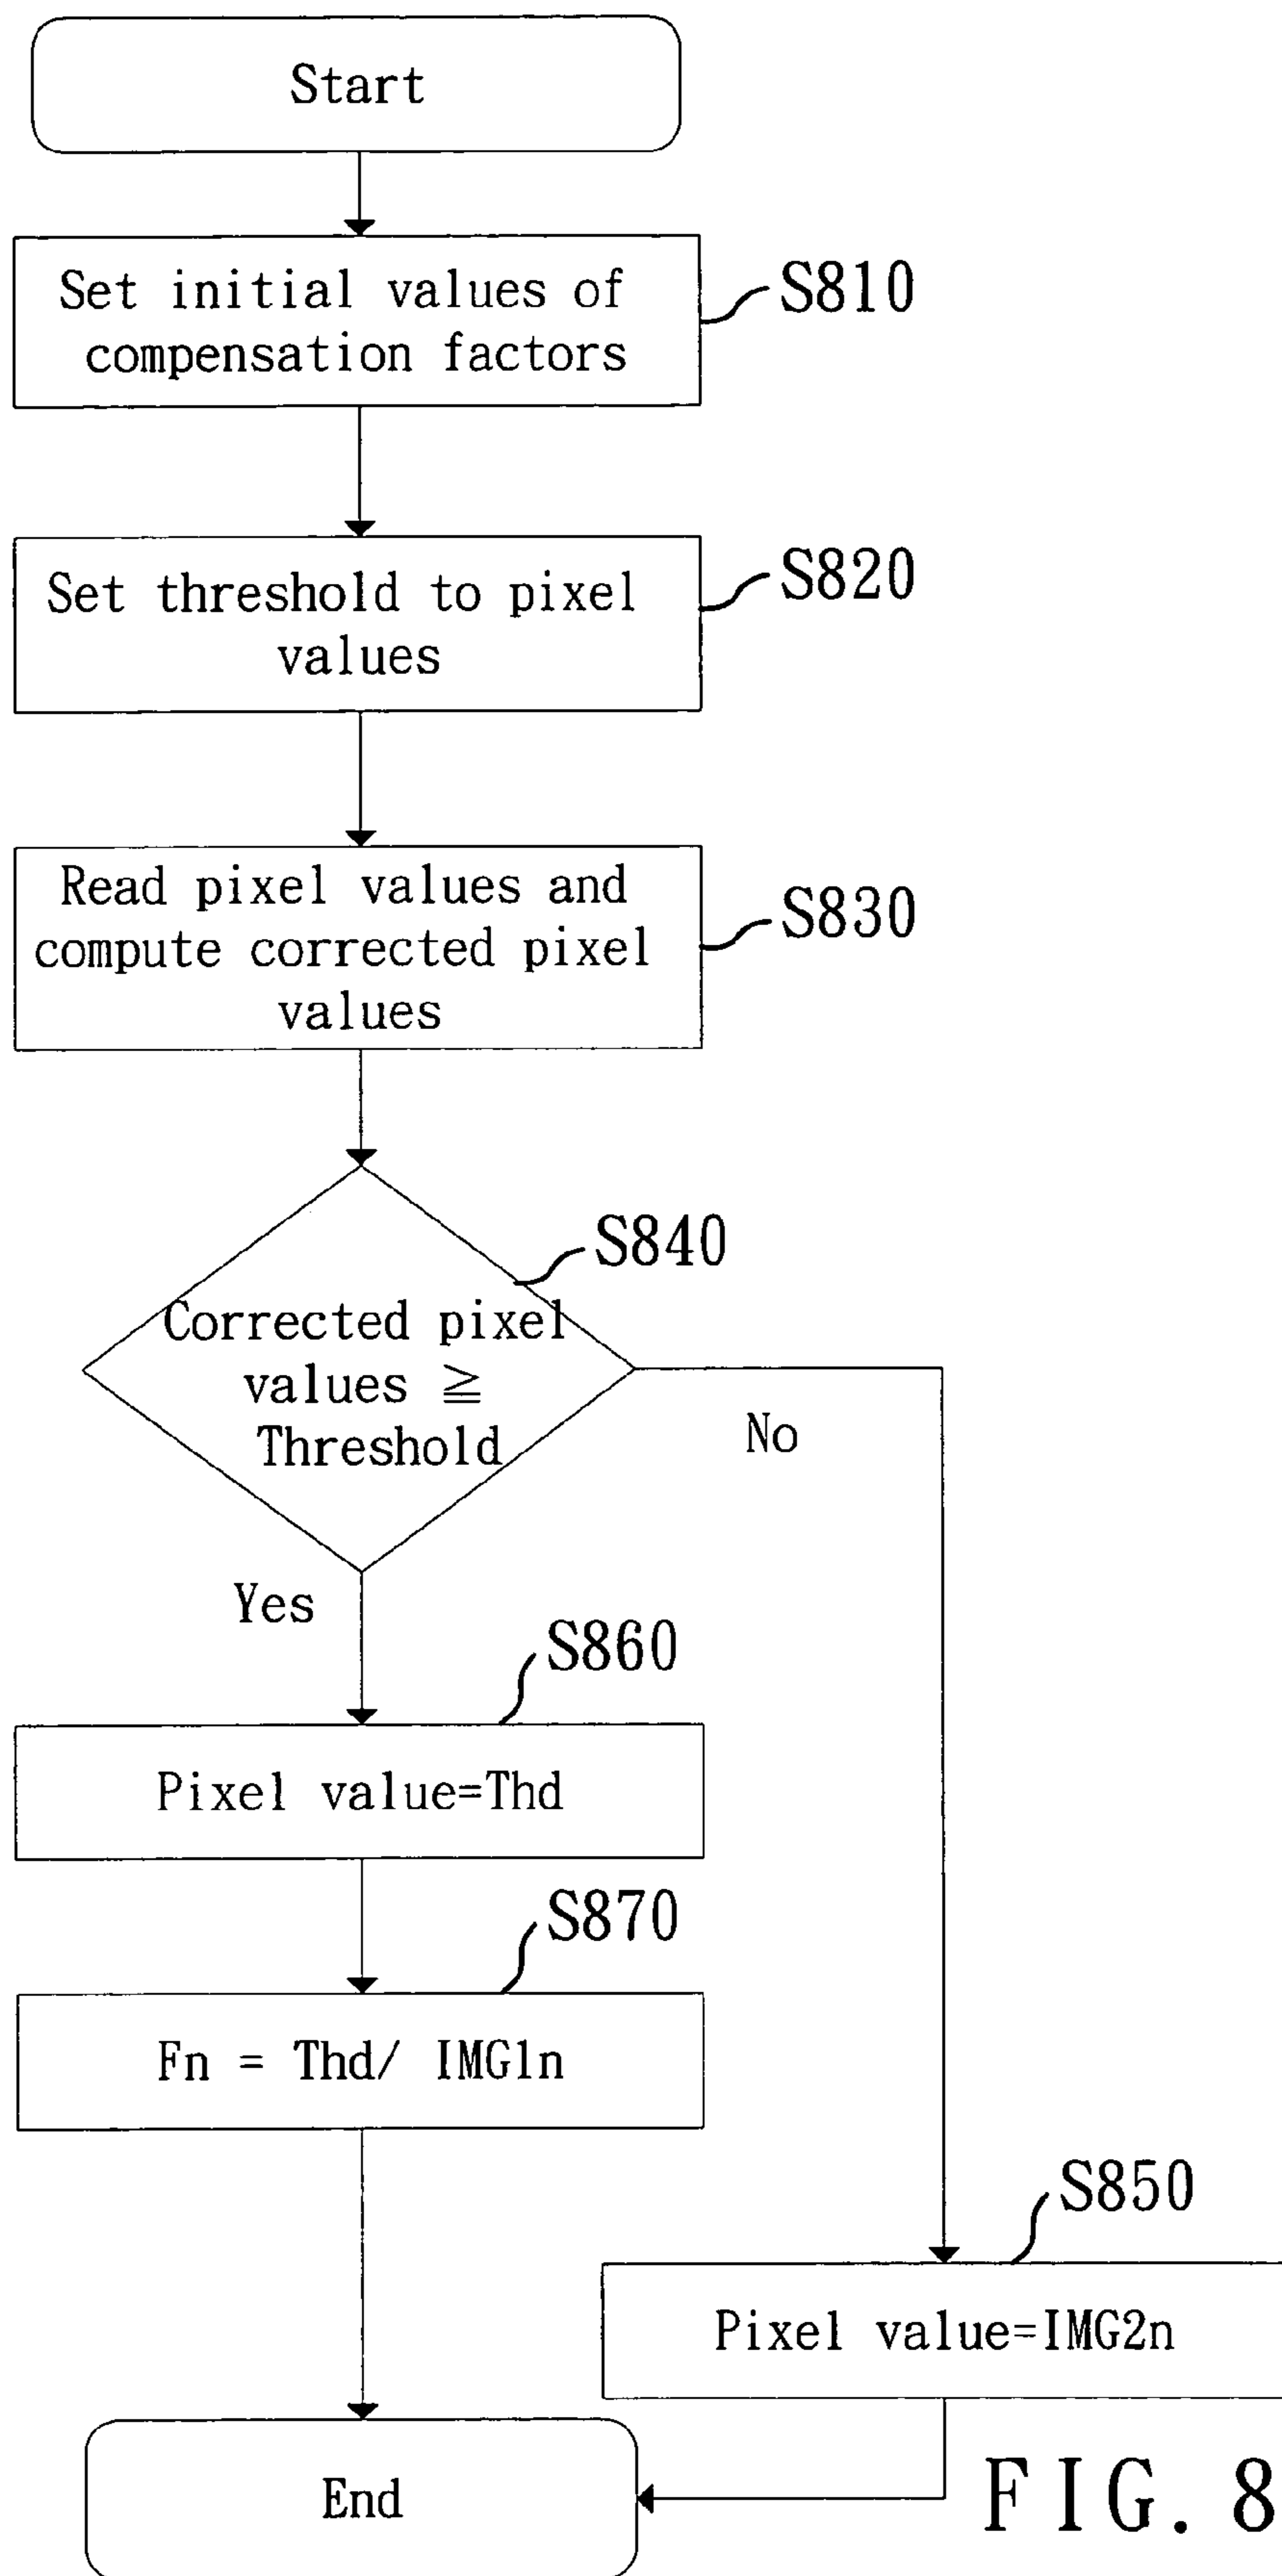 Start
Set initial values of
compensation factors
S810
Set threshold to pixel
values
S820
Read pixel values and
compute corrected pixel
values
S830
S840
Corrected pixel
values ≧
Threshold
No
Yes
S860
Pixel value=Thd
S870
Fn = Thd/ IMG1n
S850
Pixel value=IMG2n
End
FIG. 8